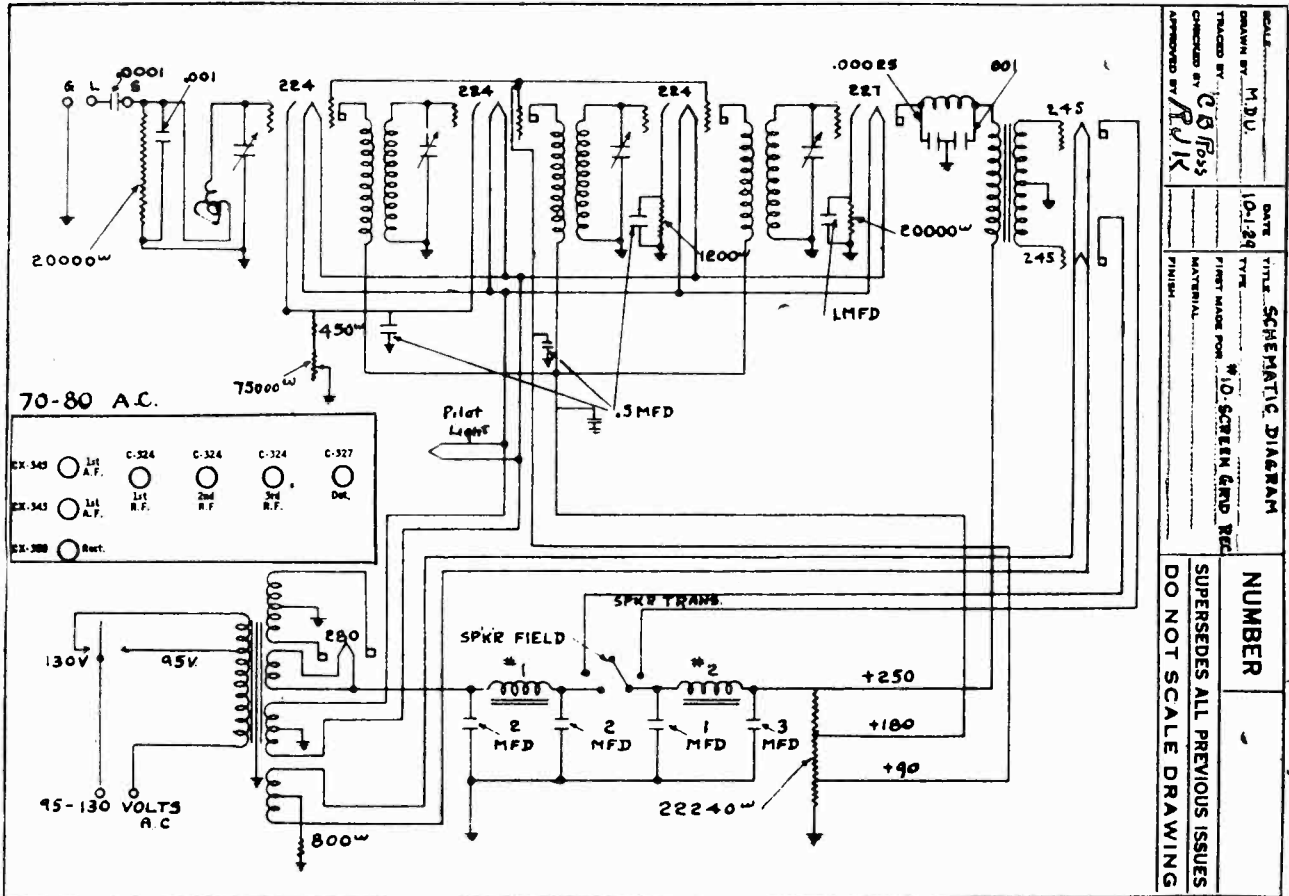 G L S
.0001
.001
224
224
224
.00025
.001
227
245
20000ω
1200ω
20000ω
245
1MFD
450ω
75000ω
.5 MFD
70-80 A.C.
Pilot
Light
CX-345 1st A.F.
C-324 1st R.F.
C-324 2nd R.F
C-324 3rd R.F.
C-327 Det.
CX-345 1st A.F.
CX-380 Rect.
130V
95V.
280
SPKR TRANS.
SPKR FIELD
#1
#2
+250
+180
+90
2 MFD
2 MFD
1 MFD
3 MFD
22240ω
95-130 VOLTS
A.C
800ω
SCALE
DRAWN BY M.D.U.
TRACED BY
CHECKED BY C B Ross
APPROVED BY RJK
DATE
10-1-29
TITLE SCHEMATIC DIAGRAM
TYPE
FIRST MADE FOR #10-SCREEN GRID REC
MATERIAL
FINISH
NUMBER
SUPERSEDES ALL PREVIOUS ISSUES
DO NOT SCALE DRAWING